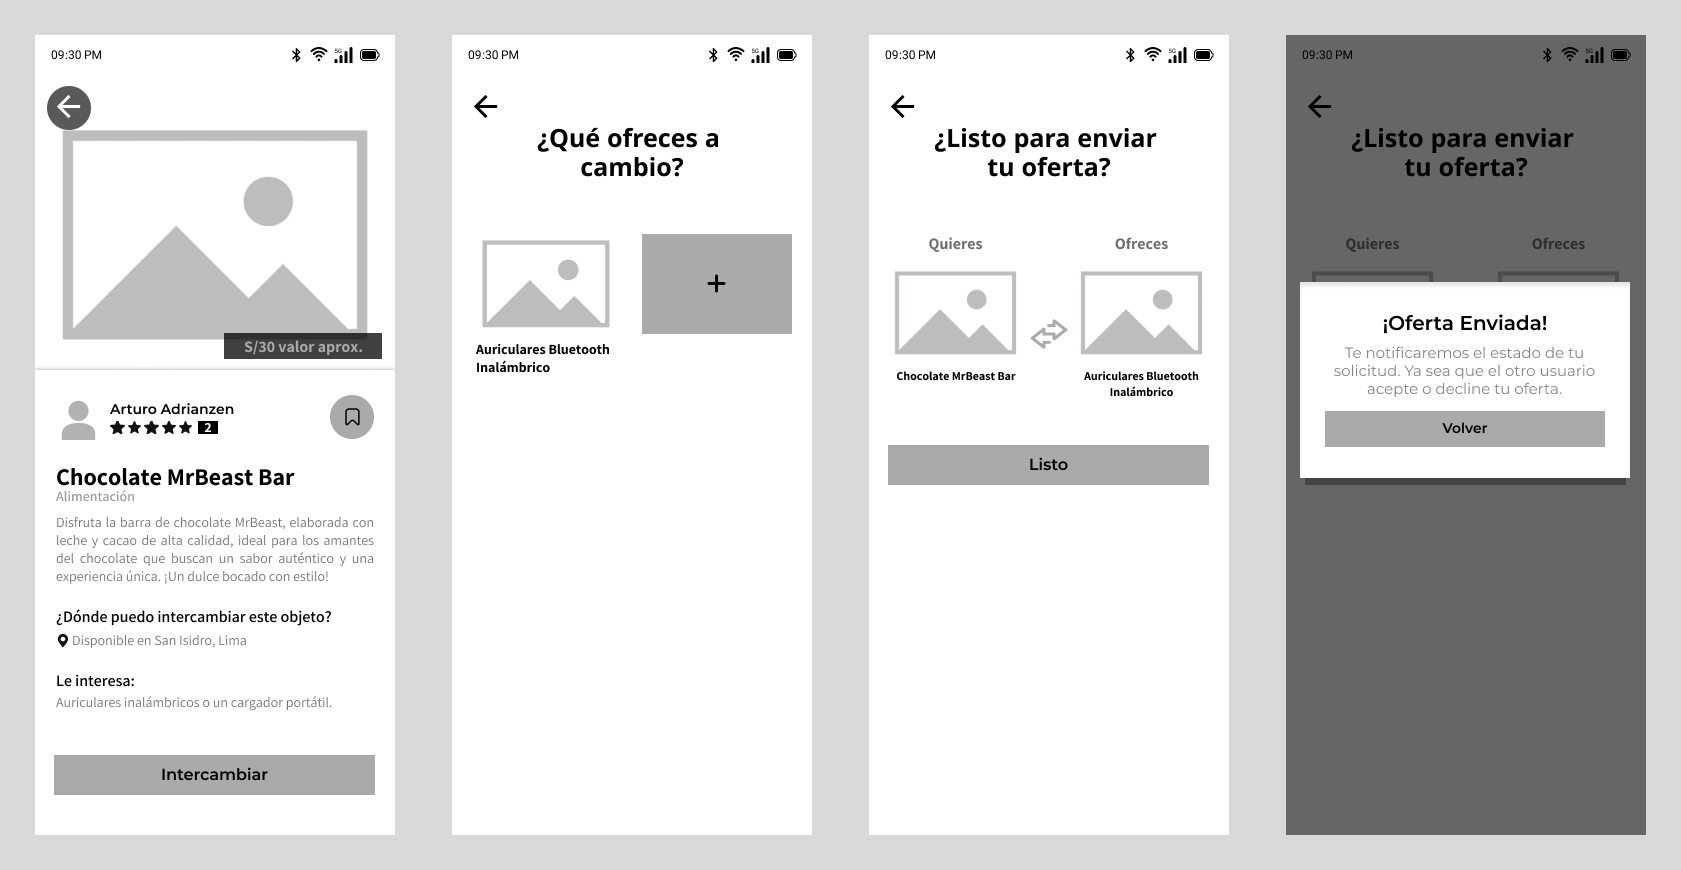 09:30 PM
5G
S/30 valor aprox.
Arturo Adrianzen
2
Chocolate MrBeast Bar
Alimentación
Disfruta la barra de chocolate MrBeast, elaborada con
leche y cacao de alta calidad, ideal para los amantes
del chocolate que buscan un sabor auténtico y una
experiencia única. ¡Un dulce bocado con estilo!
¿Dónde puedo intercambiar este objeto?
Disponible en San Isidro, Lima
Le interesa:
Auriculares inalámbricos o un cargador portátil.
Intercambiar
09:30 PM
5G
¿Qué ofreces a
cambio?
+
Auriculares Bluetooth
Inalámbrico
09:30 PM
5G
¿Listo para enviar
tu oferta?
Quieres
Ofreces
Chocolate MrBeast Bar
Auriculares Bluetooth
Inalámbrico
Listo
09:30 PM
5G
¿Listo para enviar
tu oferta?
Quieres
Ofreces
¡Oferta Enviada!
Te notificaremos el estado de tu
solicitud. Ya sea que el otro usuario
acepte o decline tu oferta.
Volver